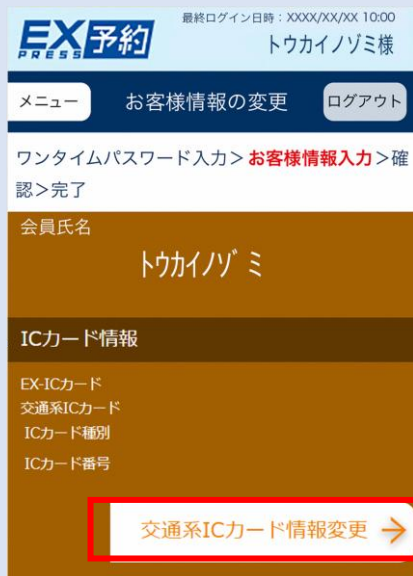 最終ログイン日時：XXXX/XX/XX 10:00
EX予約
PRESS
トウカイノゾミ様
メニュー
お客様情報の変更
ログアウト
ワンタイムパスワード入力＞お客様情報入力＞確
認＞完了
会員氏名
ﾄｳｶｲﾉｿﾞﾐ
ICカード情報
EX-ICカード
交通系ICカード
ICカード種別
ICカード番号
交通系ICカード情報変更